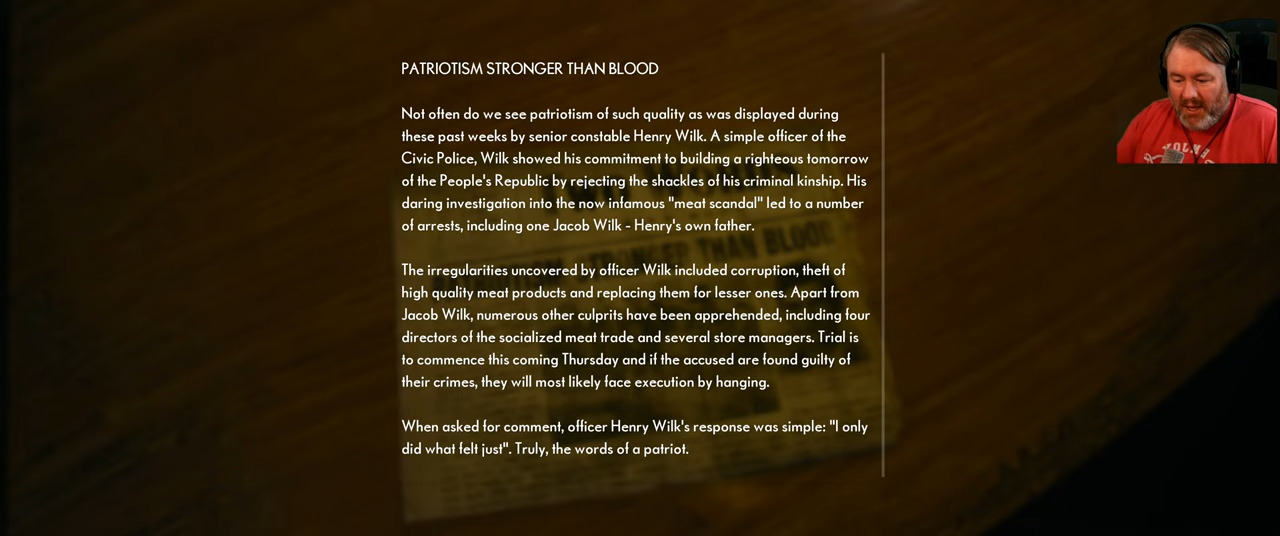 PATRIOTISM STRONGER THAN BLOOD
Not often do we see patriotism of such quality as was displayed during
these past weeks by senior constable Henry Wilk. A simple officer of the
Civic Police, Wilk showed his commitment to building a righteous tomorrow
of the People's Republic by rejecting the shackles of his criminal kinship. His
daring investigation into the now infamous "meat scandal" led to a number
of arrests, including one Jacob Wilk - Henry's own father.
The irregularities uncovered by officer Wilk included corruption, theft of
high quality meat products and replacing them for lesser ones. Apart from
Jacob Wilk, numerous other culprits have been apprehended, including four
directors of the socialized meat trade and several store managers. Trial is
to commence this coming Thursday and if the accused are found guilty of
their crimes, they will most likely face execution by hanging.
When asked for comment, officer Henry Wilk's response was simple: "I only
did what felt just". Truly, the words of a patriot.